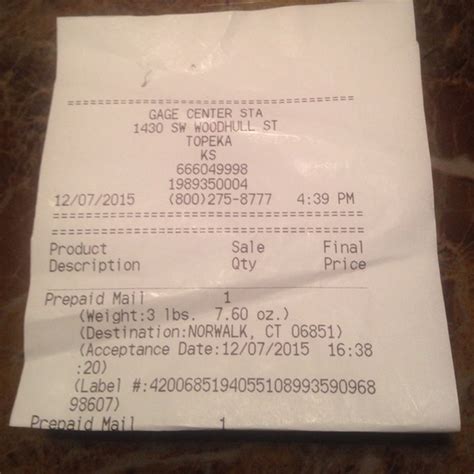 ========================================
GAGE CENTER STA
1430 SW WOODHULL ST
TOPEKA
KS
666049998
1989350004
12/07/2015 (800)275-8777 4:39 PM
========================================
========================================
Product Sale Final
Description Qty Price
Prepaid Mail 1
(Weight:3 lbs. 7.60 oz.)
(Destination:NORWALK, CT 06851)
(Acceptance Date:12/07/2015 16:38
:20)
(Label #:42006851940551089935909 68
98607)
Prepaid Mail 1